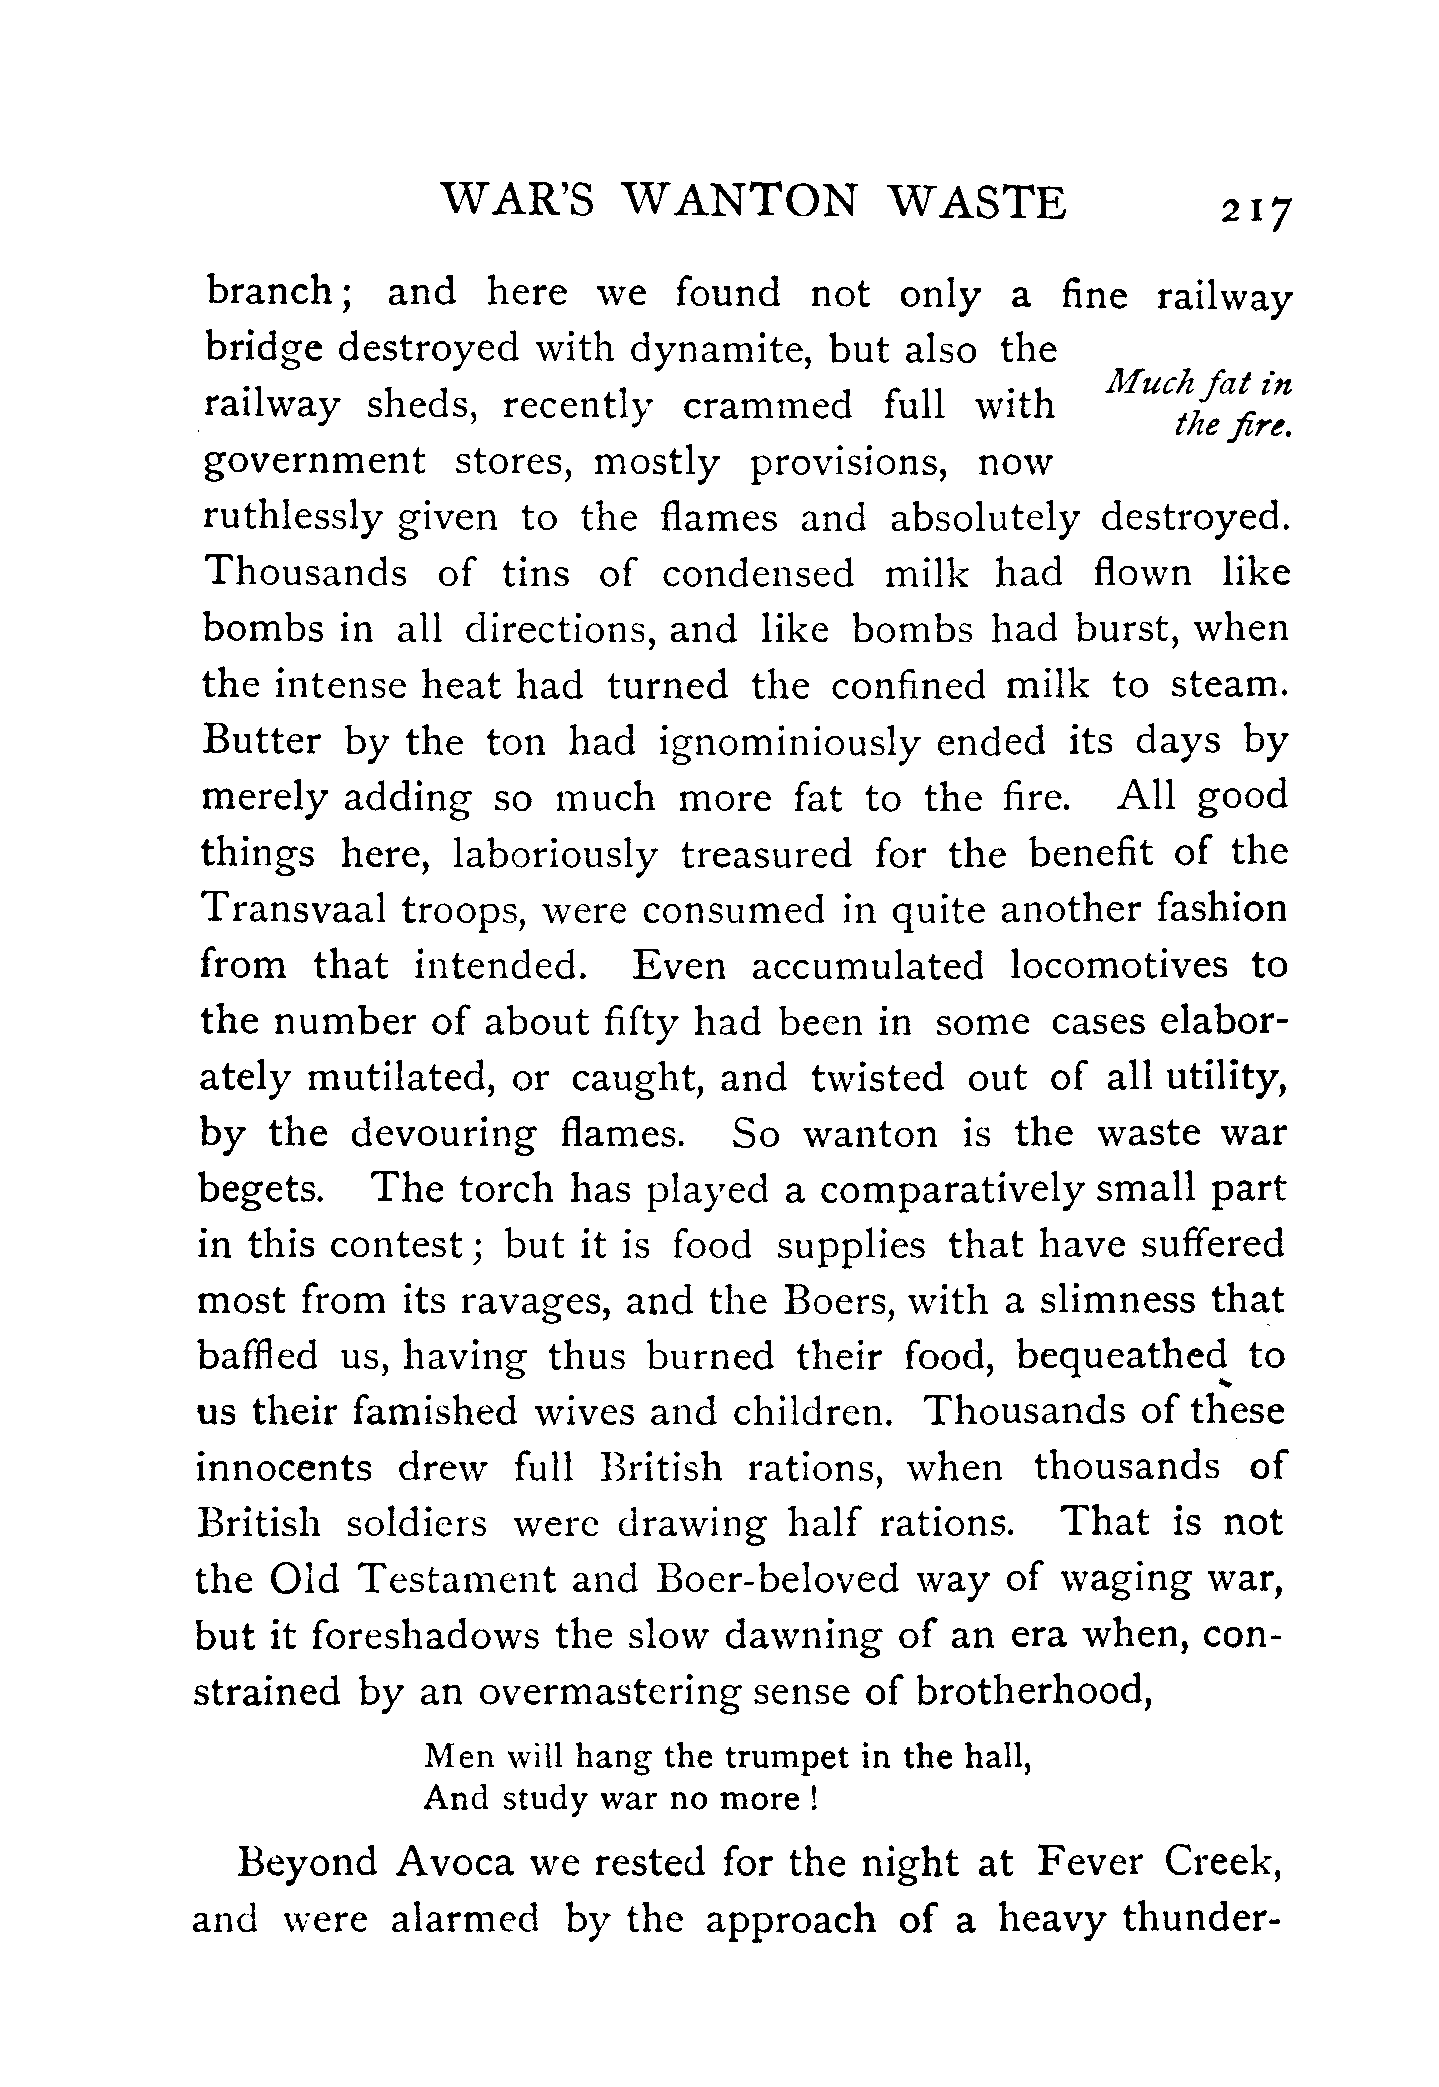 WAR'S WANTON WASTE 217
branch; and here we found not only a fine railway
bridge destroyed with dynamite, but also the
Much fat in
the fire.
railway sheds, recently crammed full with
government stores, mostly provisions, now
ruthlessly given to the flames and absolutely destroyed.
Thousands of tins of condensed milk had flown like
bombs in all directions, and like bombs had burst, when
the intense heat had turned the confined milk to steam.
Butter by the ton had ignominiously ended its days by
merely adding so much more fat to the fire. All good
things here, laboriously treasured for the benefit of the
Transvaal troops, were consumed in quite another fashion
from that intended. Even accumulated locomotives to
the number of about fifty had been in some cases elabor-
ately mutilated, or caught, and twisted out of all utility,
by the devouring flames. So wanton is the waste war
begets. The torch has played a comparatively small part
in this contest; but it is food supplies that have suffered
most from its ravages, and the Boers, with a slimness that
baffled us, having thus burned their food, bequeathed to
us their famished wives and children. Thousands of these
innocents drew full British rations, when thousands of
British soldiers were drawing half rations. That is not
the Old Testament and Boer-beloved way of waging war,
but it foreshadows the slow dawning of an era when, con-
strained by an overmastering sense of brotherhood,
Men will hang the trumpet in the hall,
And study war no more!
Beyond Avoca we rested for the night at Fever Creek,
and were alarmed by the approach of a heavy thunder-